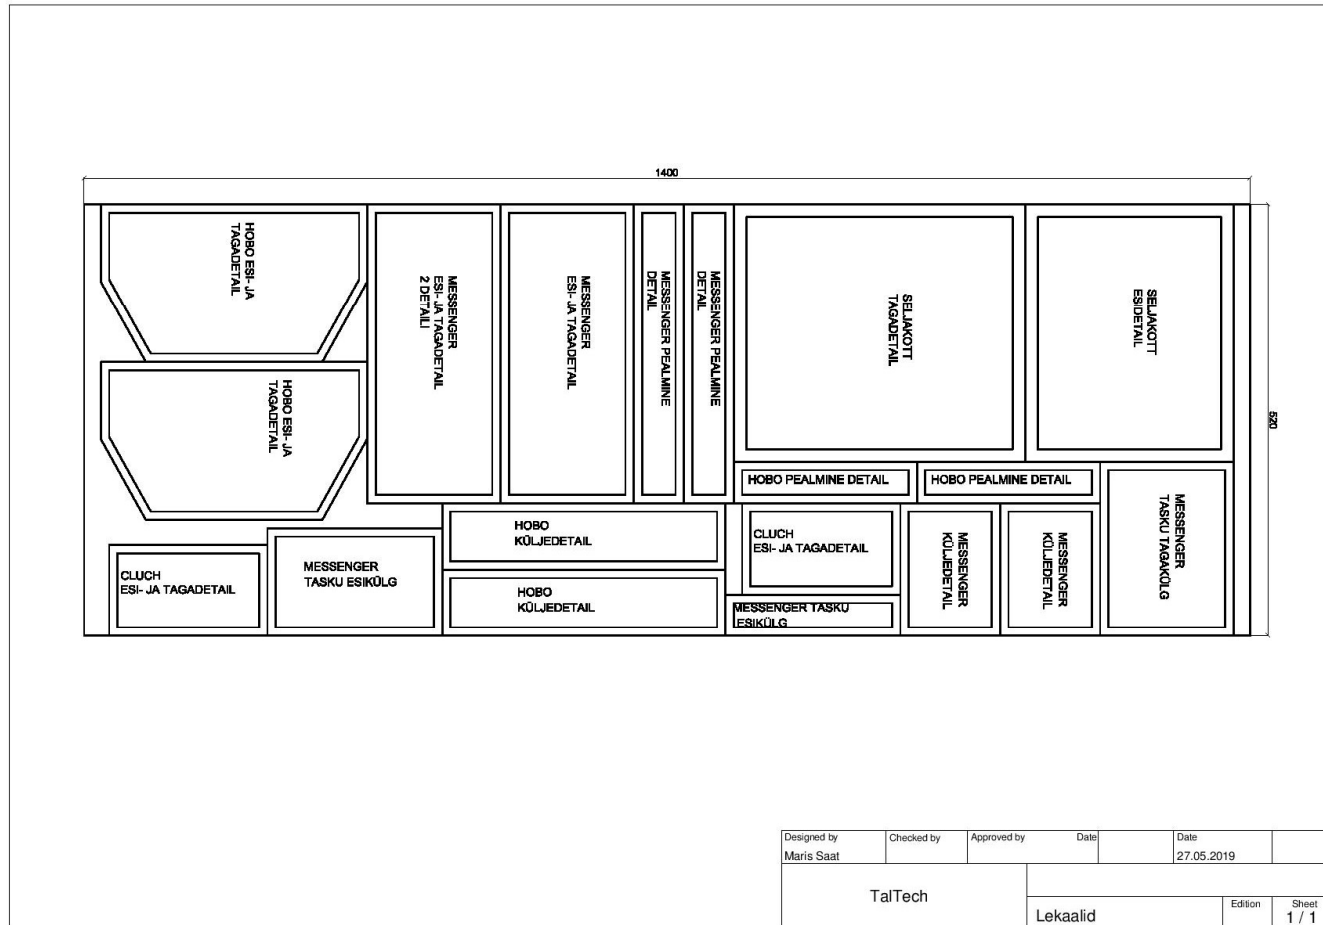 1400
HOBO ESI- JA
TAGADETAIL
MESSENGER
ESI- JA TAGADETAIL
2 DETAILI
MESSENGER
ESI- JA TAGADETAIL
MESSENGER PEALMINE
DETAIL
MESSENGER PEALMINE
DETAIL
SELJAKOTT
TAGADETAIL
SELJAKOTT
ESIDETAIL
520
HOBO ESI- JA
TAGADETAIL
HOBO PEALMINE DETAIL
HOBO PEALMINE DETAIL
MESSENGER
TASKU TAGAKÜLG
HOBO
KÜLJEDETAIL
CLUCH
ESI- JA TAGADETAIL
MESSENGER
KÜLJEDETAIL
MESSENGER
KÜLJEDETAIL
CLUCH
ESI- JA TAGADETAIL
MESSENGER
TASKU ESIKÜLG
HOBO
KÜLJEDETAIL
MESSENGER TASKU
ESIKÜLG
Designed by
Maris Saat
Checked by
Approved by
Date
Date
27.05.2019
TalTech
Lekaalid
Edition
Sheet
1 / 1